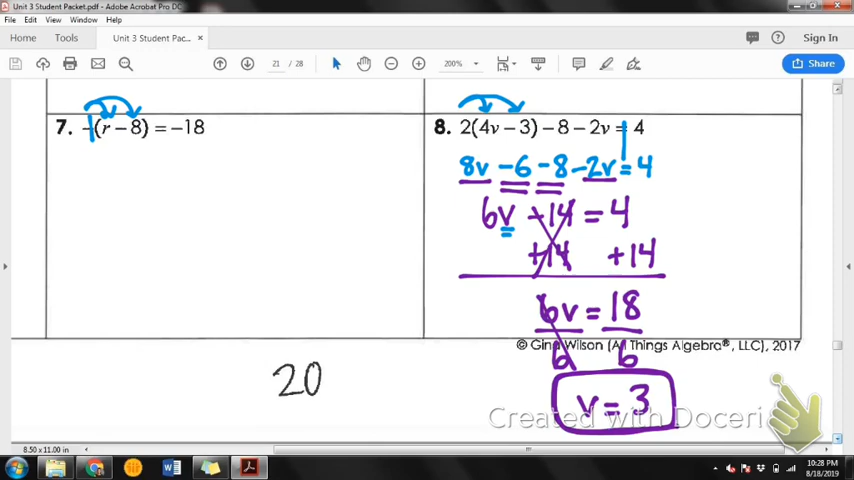 Unit 3 Student Packet.pdf - Adobe Acrobat Pro DC
File Edit View Window Help
Home Tools Unit 3 Student Pac... × Sign In
21 / 28 200% Share
7. -(r − 8) = −18
8. 2(4v − 3) − 8 − 2v = 4
8v -6 -8 -2v = 4
6v -14 = 4
+14 +14
6v = 18
6 6
© Gina Wilson (All Things Algebra®, LLC), 2017
20
v = 3
Created with Doceri
8.50 x 11.00 in
10:28 PM
8/18/2019